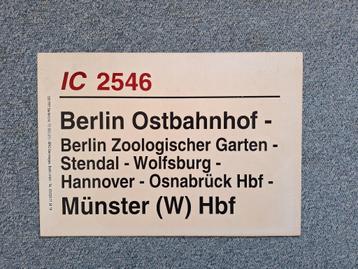 IC 2546
Berlin Ostbahnhof -
Berlin Zoologischer Garten -
Stendal - Wolfsburg -
Hannover - Osnabrück Hbf -
Münster (W) Hbf